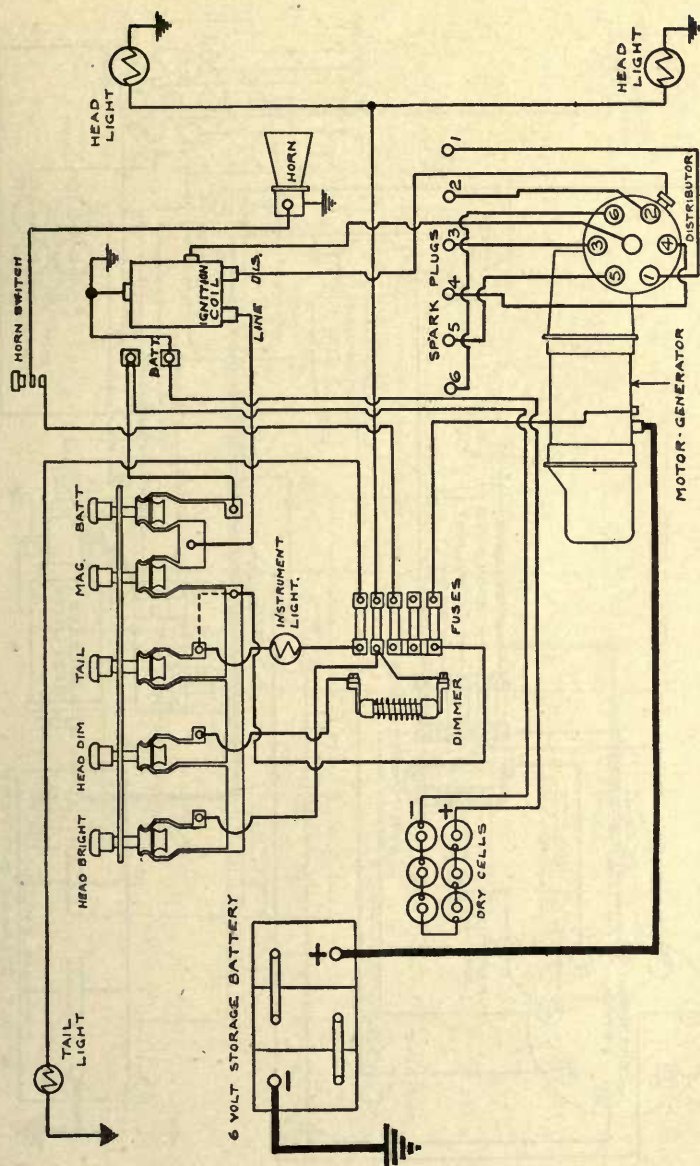 HEAD
LIGHT
HEAD
LIGHT
HORN
HORN SWITCH
IGNITION
COIL
DIS.
LINE
BATT.
SPARK PLUGS
1
2
3
4
5
6
6
2
3
4
5
1
DISTRIBUTOR
MOTOR-GENERATOR
BATT
MAG.
TAIL
HEAD DIM
HEAD BRIGHT
INSTRUMENT
LIGHT.
FUSES
DIMMER
-
+
DRY CELLS
6 VOLT STORAGE BATTERY
+
-
TAIL
LIGHT